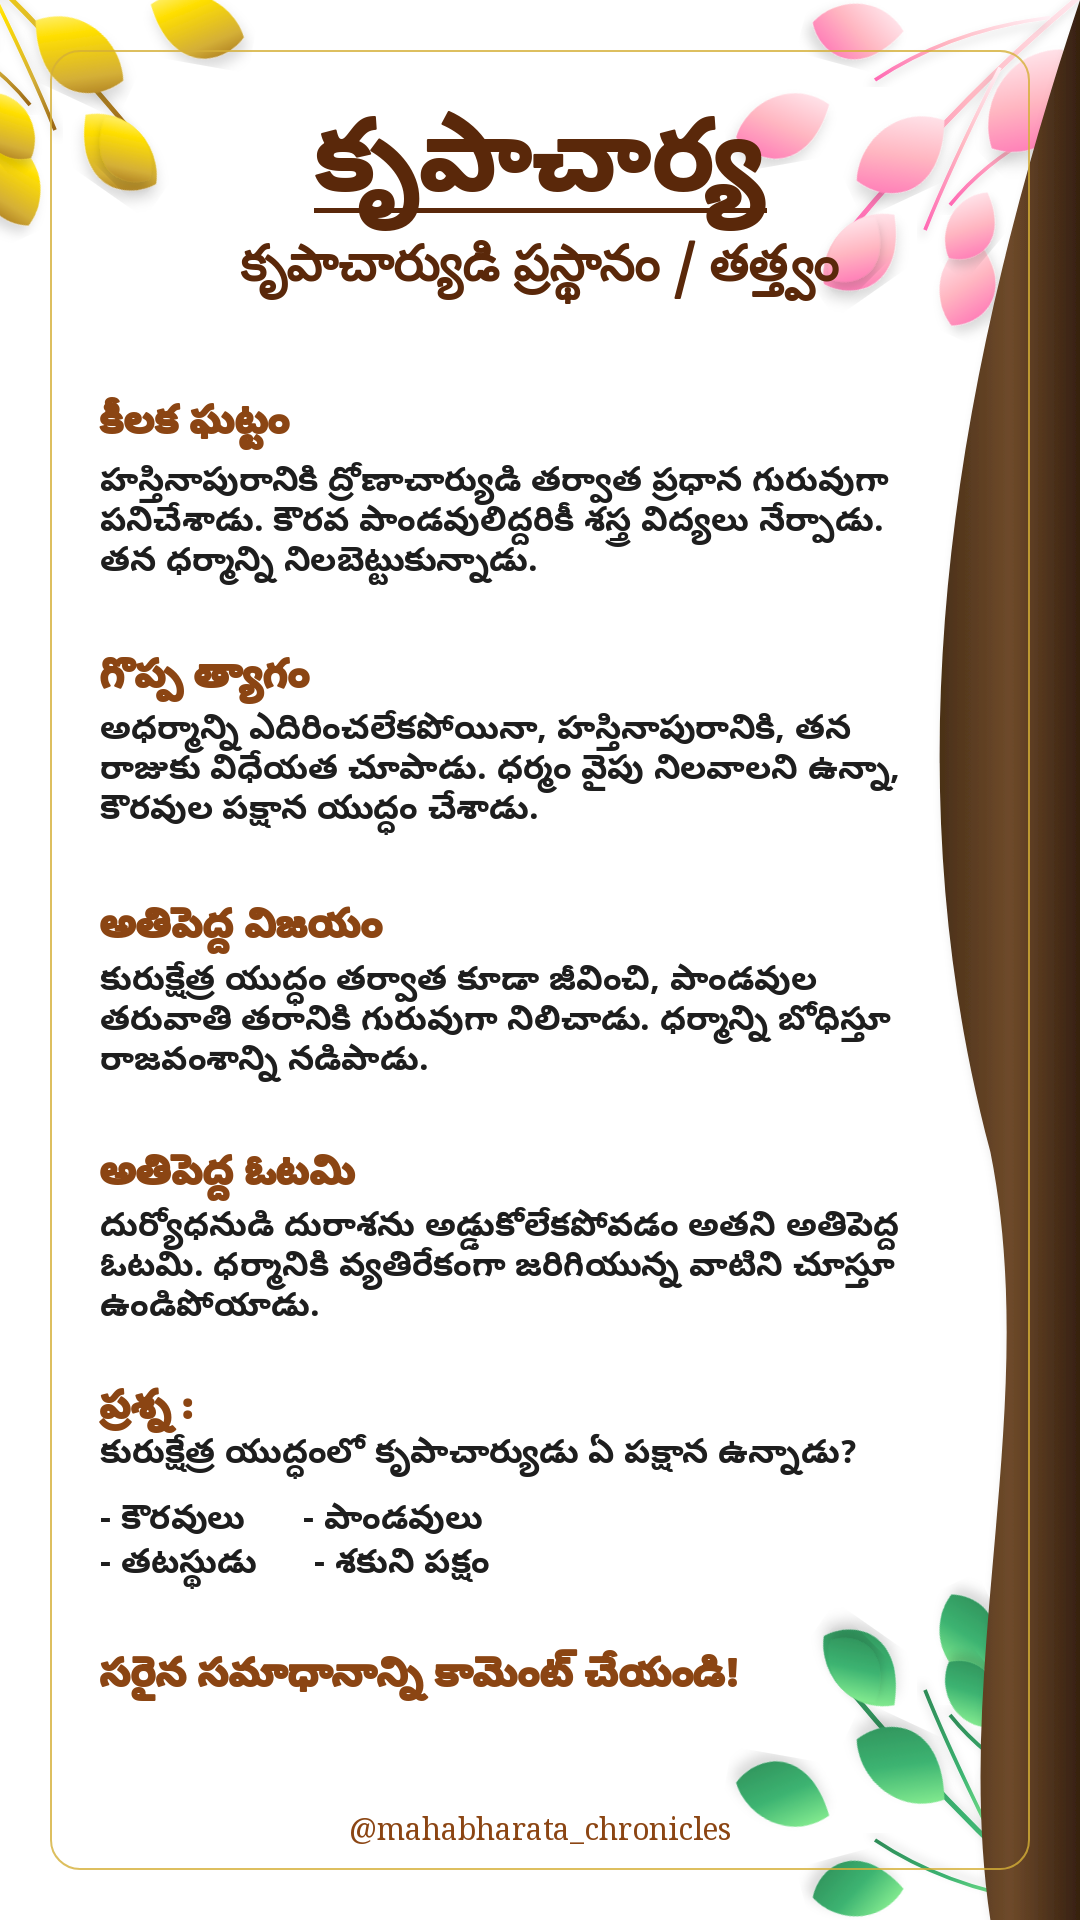 కృపాచార్య
కృపాచార్యుడి ప్రస్థానం / తత్త్వం
కీలక ఘట్టం
హస్తినాపురానికి ద్రోణాచార్యుడి తర్వాత ప్రధాన గురువుగా
పనిచేశాడు. కౌరవ పాండవులిద్దరికీ శస్త్ర విద్యలు నేర్పాడు.
తన ధర్మాన్ని నిలబెట్టుకున్నాడు.
గొప్ప త్యాగం
అధర్మాన్ని ఎదిరించలేకపోయినా, హస్తినాపురానికి, తన
రాజుకు విధేయత చూపాడు. ధర్మం వైపు నిలవాలని ఉన్నా,
కౌరవుల పక్షాన యుద్ధం చేశాడు.
అతిపెద్ద విజయం
కురుక్షేత్ర యుద్ధం తర్వాత కూడా జీవించి, పాండవుల
తరువాతి తరానికి గురువుగా నిలిచాడు. ధర్మాన్ని బోధిస్తూ
రాజవంశాన్ని నడిపాడు.
అతిపెద్ద ఓటమి
దుర్యోధనుడి దురాశను అడ్డుకోలేకపోవడం అతని అతిపెద్ద
ఓటమి. ధర్మానికి వ్యతిరేకంగా జరిగియున్న వాటిని చూస్తూ
ఉండిపోయాడు.
ప్రశ్న :
కురుక్షేత్ర యుద్ధంలో కృపాచార్యుడు ఏ పక్షాన ఉన్నాడు?
- కౌరవులు - పాండవులు
- తటస్థుడు - శకుని పక్షం
సరైన సమాధానాన్ని కామెంట్ చేయండి!
@mahabharata_chronicles